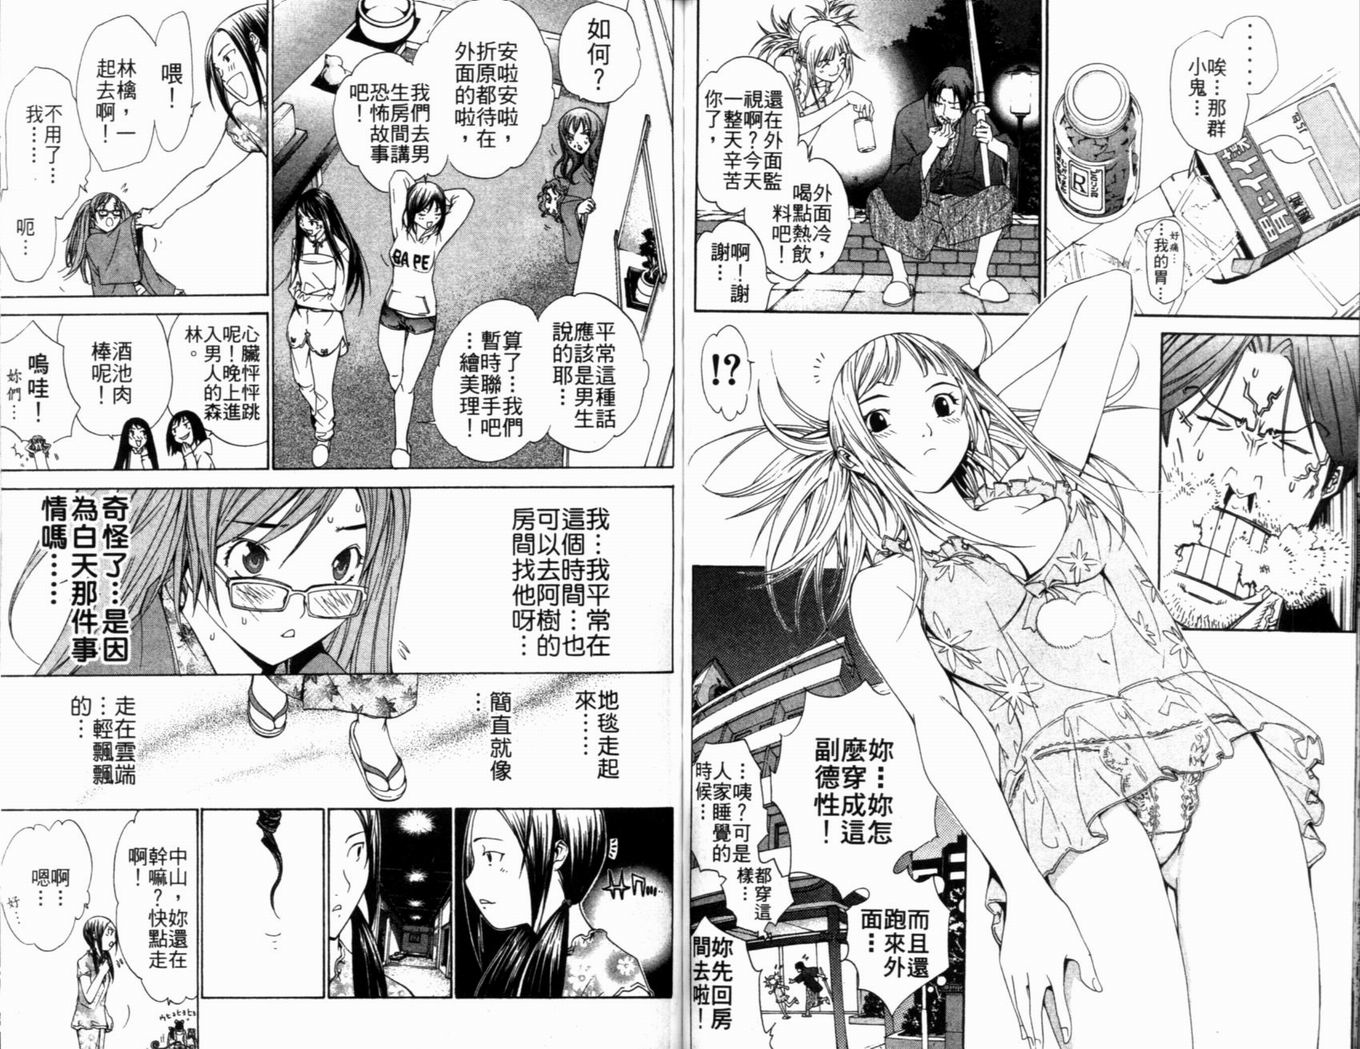 ………
唉…那群
小鬼…
好痛…
…我的胃…
還在外面監
視啊?今天
一整天辛苦
你了，
外面冷，
喝點熱飲
料吧!
啊!謝
謝…
!?
妳…妳怎
麼穿成這
副德性!
…咦?可是
人家睡覺的
時候…
都穿這
樣…
而且還
跑來外
面…
妳先回房
間去啦!
如何?
安啦安啦，
折原都待在
外面的啦，
我們去男
生房間講
恐怖故事
吧!
GA PE
平常這種話
應該是男生
說的耶…
算了…我們
暫時聯手吧
…繪美理!
喂!
林檎，一
起去啊!
不用了…
我……
呃…
心臟怦怦跳
呢!晚上進
入男人的森
林。
酒池肉
棒呢!
嗚哇!
妳們…
我…我平常在
這個時間…也
可以去阿樹的
房間找他呀…
奇怪了…是因
為白天那件事
情嗎……
地毯走起
來……
簡直就像
…
走在雲端
…輕飄飄
的…
中山，妳還在
幹嘛?快點走
啊!
啊…
嗯…
好…